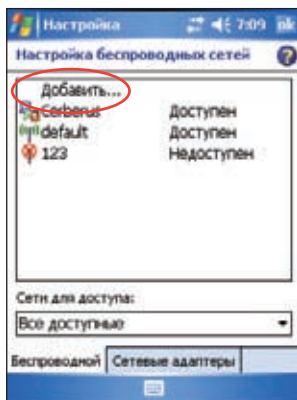 Настройка 7:09 ok
Настройка беспроводных сетей ?
Добавить...
Cerberus Доступен
default Доступен
123 Недоступен
Сети для доступа:
Все доступные
Беспроводной Сетевые адаптеры